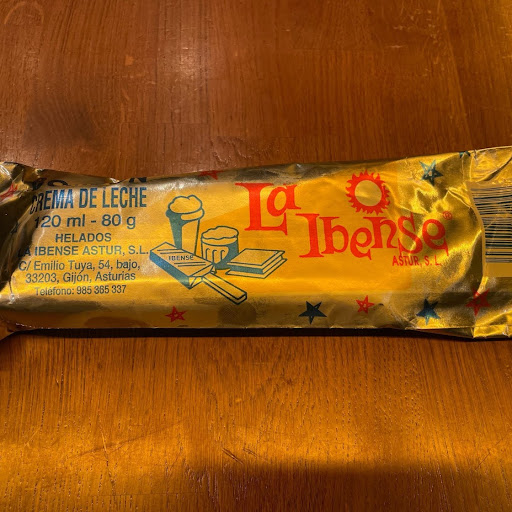 CREMA DE LECHE
120 ml - 80 g
HELADOS
LA IBENSE ASTUR, S.L.
C/ Emilio Tuya, 54, bajo,
33203, Gijón, Asturias
Teléfono: 985 365 337
IBENSE
La
Ibense
ASTUR, S.L.